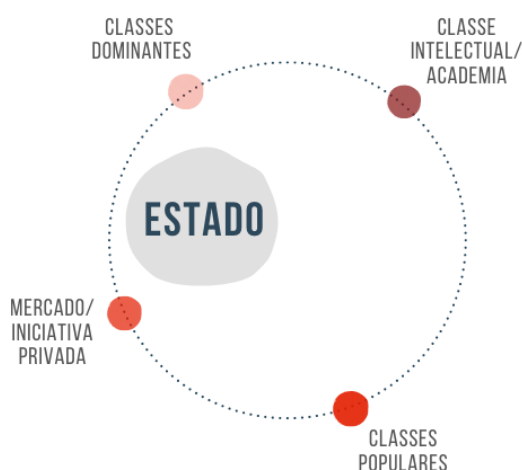 CLASSES
DOMINANTES
CLASSE
INTELECTUAL/
ACADEMIA
ESTADO
MERCADO/
INICIATIVA
PRIVADA
CLASSES
POPULARES